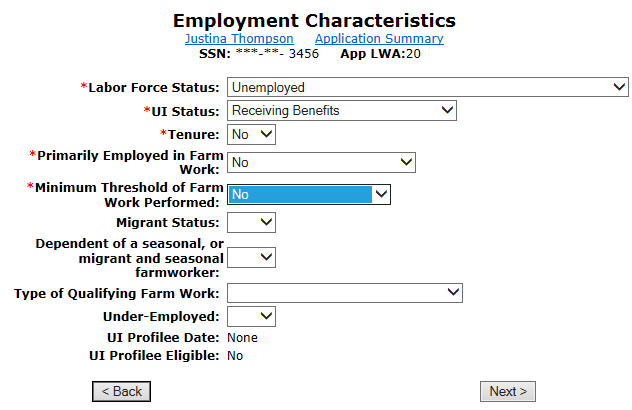 Employment Characteristics
Justina Thompson Application Summary
SSN: ***-**- 3456 App LWA:20
*Labor Force Status: Unemployed
*UI Status: Receiving Benefits
*Tenure: No
*Primarily Employed in Farm
Work: No
*Minimum Threshold of Farm
Work Performed: No
Migrant Status:
Dependent of a seasonal, or
migrant and seasonal
farmworker:
Type of Qualifying Farm Work:
Under-Employed:
UI Profilee Date: None
UI Profilee Eligible: No
< Back Next >